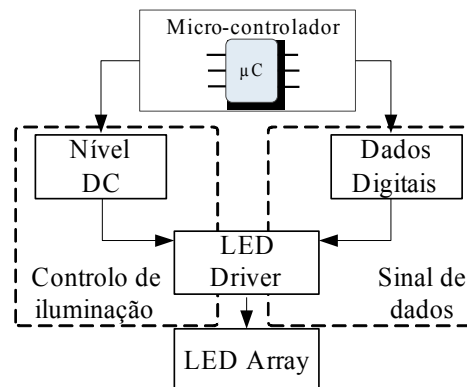 Micro-controlador
µC
Nível
DC
Dados
Digitais
LED
Driver
Controlo de
iluminação
Sinal de
dados
LED Array